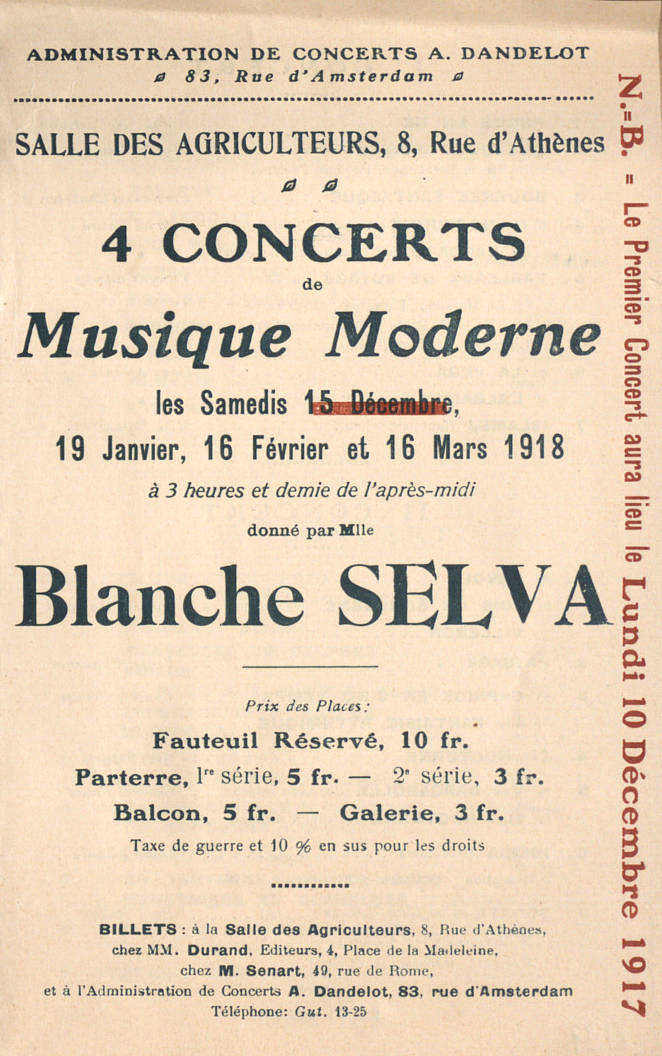 ADMINISTRATION DE CONCERTS A. DANDELOT
83, Rue d'Amsterdam
SALLE DES AGRICULTEURS, 8, Rue d'Athènes
4 CONCERTS
de
Musique Moderne
les Samedis 15 Décembre,
19 Janvier, 16 Février et 16 Mars 1918
à 3 heures et demie de l'après-midi
donné par Mlle
Blanche SELVA
Prix des Places:
Fauteuil Réservé, 10 fr.
Parterre, 1re série, 5 fr. — 2e série, 3 fr.
Balcon, 5 fr. — Galerie, 3 fr.
Taxe de guerre et 10 % en sus pour les droits
BILLETS : à la Salle des Agriculteurs, 8, Rue d'Athènes,
chez MM. Durand, Editeurs, 4, Place de la Madeleine,
chez M. Senart, 49, rue de Rome,
et à l'Administration de Concerts A. Dandelot, 83, rue d'Amsterdam
Téléphone: Gut. 13-25
N.=B. = Le Premier Concert aura lieu le Lundi 10 Décembre 1917